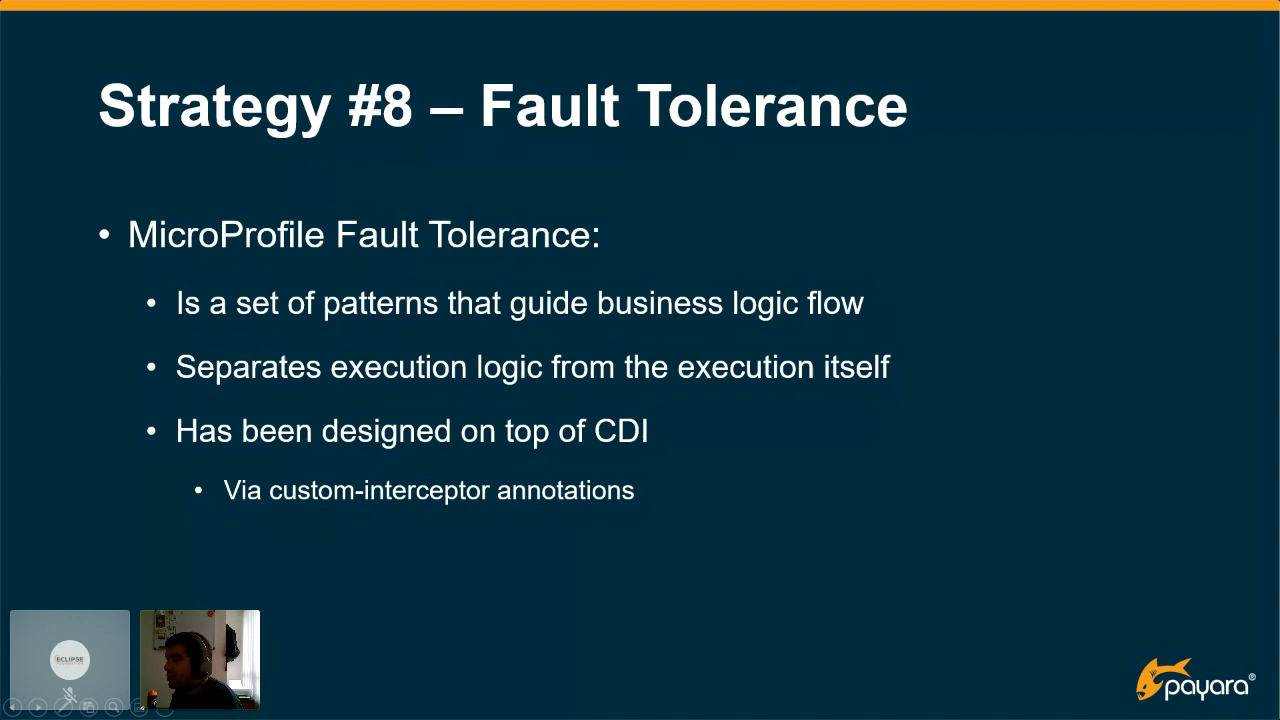 Strategy #8 – Fault Tolerance
• MicroProfile Fault Tolerance:
• Is a set of patterns that guide business logic flow
• Separates execution logic from the execution itself
• Has been designed on top of CDI
• Via custom-interceptor annotations
ECLIPSE
payara®